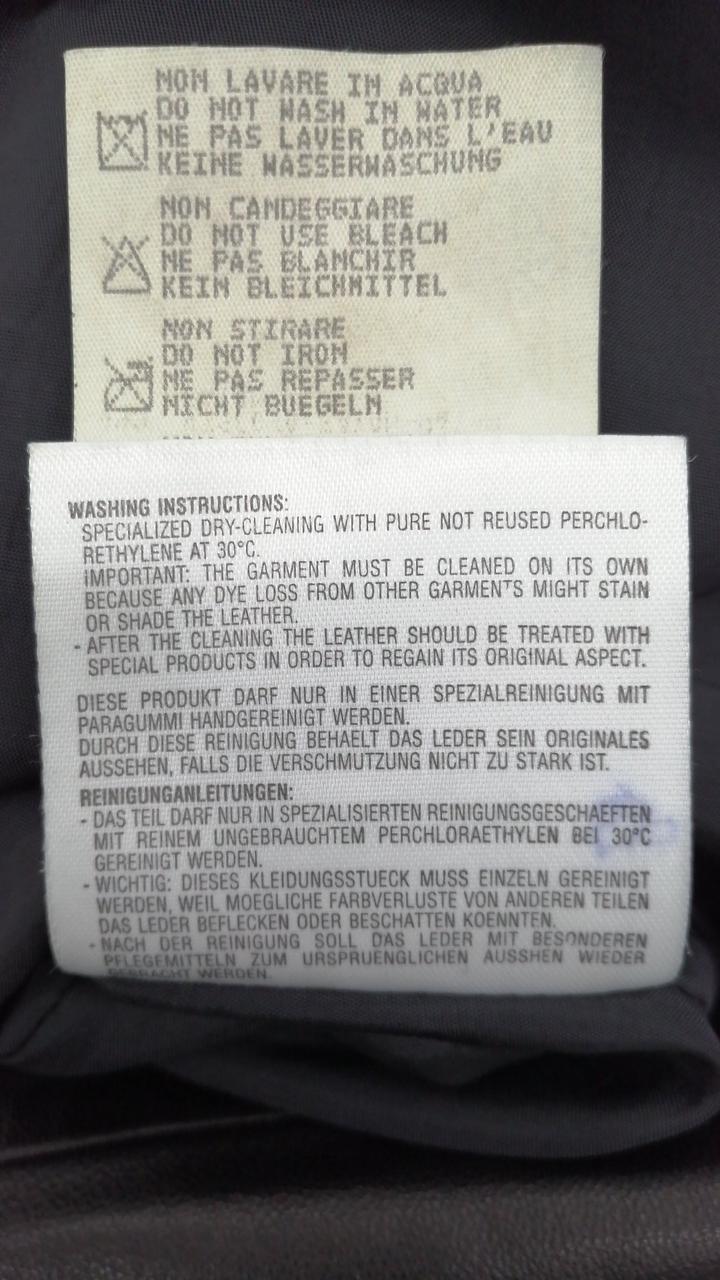 NON LAVARE IN ACQUA
DO NOT WASH IN WATER
NE PAS LAVER DANS L'EAU
KEINE WASSERWASCHUNG
NON CANDEGGIARE
DO NOT USE BLEACH
NE PAS BLANCHIR
KEIN BLEICHMITTEL
NON STIRARE
DO NOT IRON
NE PAS REPASSER
NICHT BUEGELN
WASHING INSTRUCTIONS:
SPECIALIZED DRY-CLEANING WITH PURE NOT REUSED PERCHLO-
RETHYLENE AT 30°C.
IMPORTANT: THE GARMENT MUST BE CLEANED ON ITS OWN
BECAUSE ANY DYE LOSS FROM OTHER GARMENTS MIGHT STAIN
OR SHADE THE LEATHER.
- AFTER THE CLEANING THE LEATHER SHOULD BE TREATED WITH
SPECIAL PRODUCTS IN ORDER TO REGAIN ITS ORIGINAL ASPECT.
DIESE PRODUKT DARF NUR IN EINER SPEZIALREINIGUNG MIT
PARAGUMMI HANDGEREINIGT WERDEN.
DURCH DIESE REINIGUNG BEHAELT DAS LEDER SEIN ORIGINALES
AUSSEHEN, FALLS DIE VERSCHMUTZUNG NICHT ZU STARK IST.
REINIGUNGANLEITUNGEN:
- DAS TEIL DARF NUR IN SPEZIALISIERTEN REINIGUNGSGESCHAEFTEN
MIT REINEM UNGEBRAUCHTEM PERCHLORAETHYLEN BEI 30°C
GEREINIGT WERDEN.
- WICHTIG: DIESES KLEIDUNGSSTUECK MUSS EINZELN GEREINIGT
WERDEN, WEIL MOEGLICHE FARBVERLUSTE VON ANDEREN TEILEN
DAS LEDER BEFLECKEN ODER BESCHATTEN KOENNTEN.
- NACH DER REINIGUNG SOLL DAS LEDER MIT BESONDEREN
PFLEGEMITTELN ZUM URSPRUENGLICHEN AUSSHEN WIEDER
GEBRACHT WERDEN.